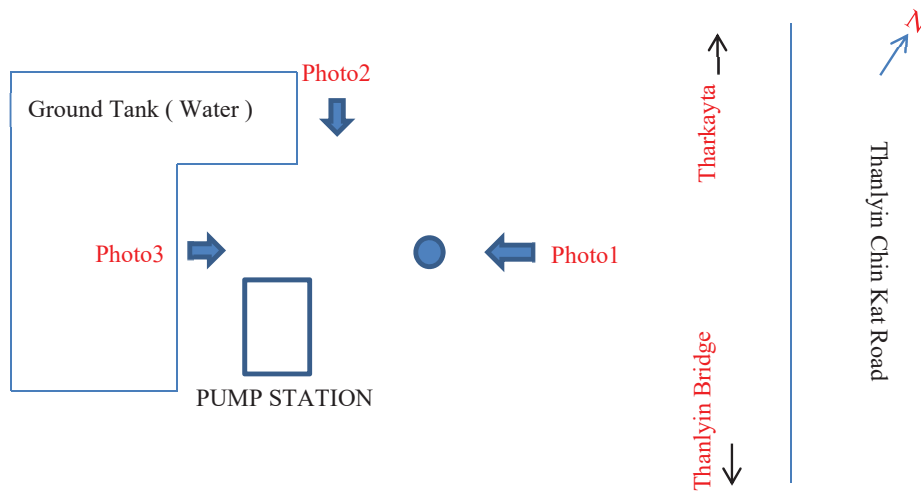 N
Photo2
Ground Tank ( Water )
Tharkayta
Thanlyin Chin Kat Road
Photo3
Photo1
Thanlyin Bridge
PUMP STATION